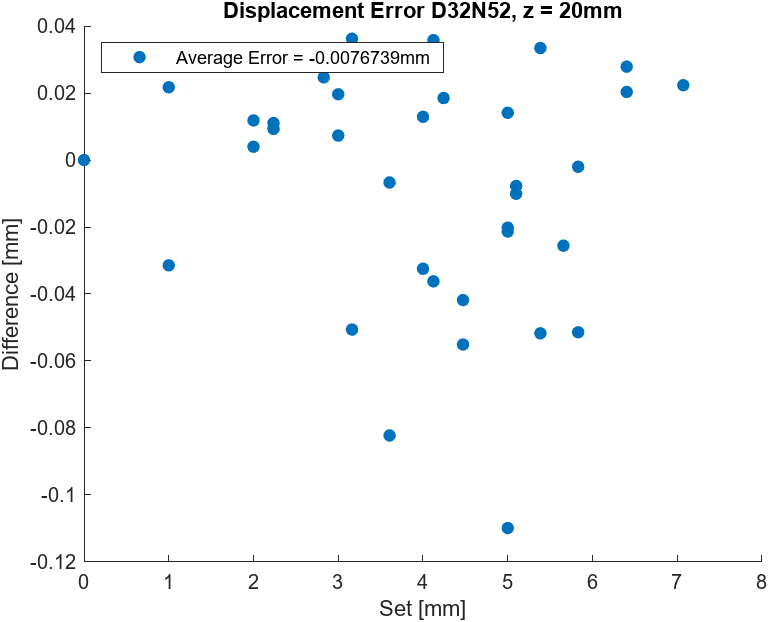 Displacement Error D32N52, z = 20mm
Average Error = -0.0076739mm
0.04
0.02
0
-0.02
-0.04
-0.06
-0.08
-0.1
-0.12
Difference [mm]
0 1 2 3 4 5 6 7 8
Set [mm]